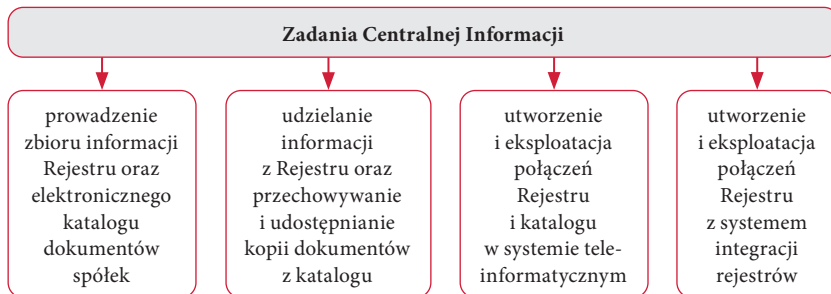 Zadania Centralnej Informacji
prowadzenie
zbioru informacji
Rejestru oraz
elektronicznego
katalogu
dokumentów
spółek
udzielanie
informacji
z Rejestru oraz
przechowywanie
i udostępnianie
kopii dokumentów
z katalogu
utworzenie
i eksploatacja
połączeń
Rejestru
i katalogu
w systemie tele-
informatycznym
utworzenie
i eksploatacja
połączeń
Rejestru
z systemem
integracji
rejestrów